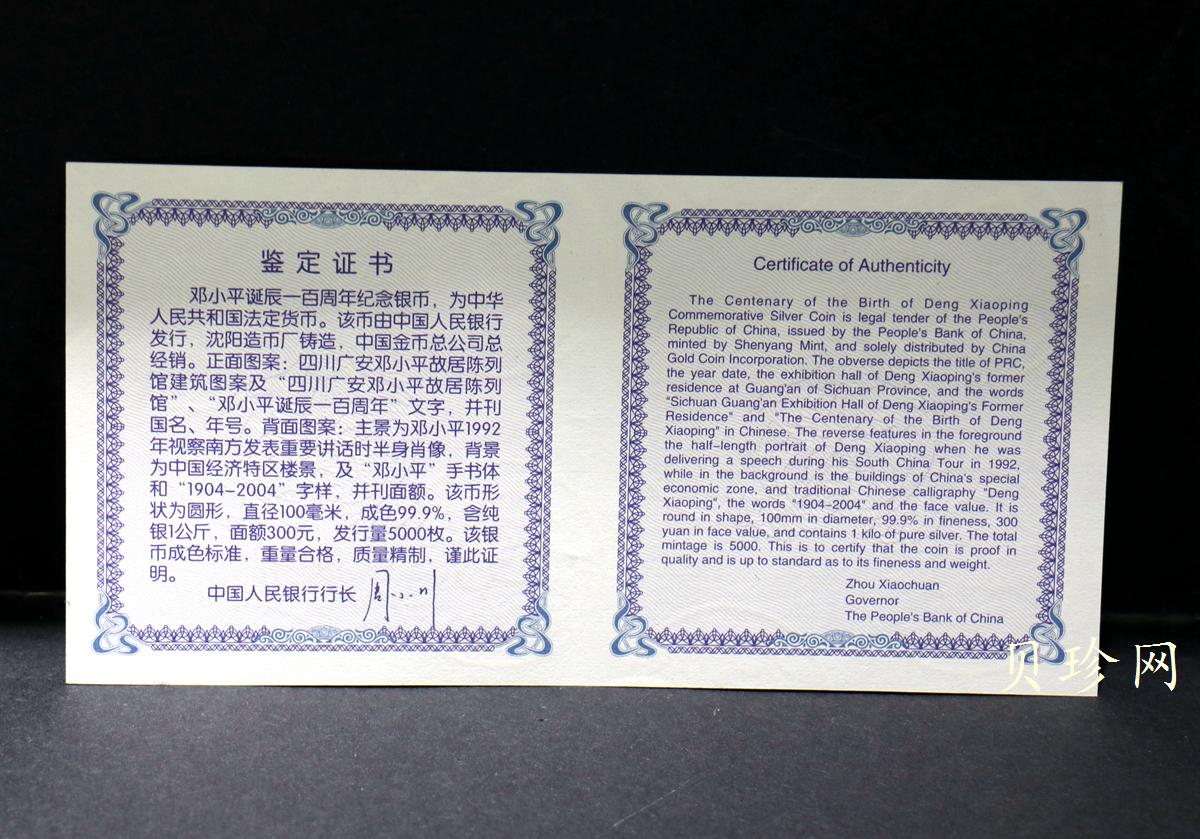 鉴定证书
邓小平诞辰一百周年纪念银币，为中华
人民共和国法定货币。该币由中国人民银行
发行，沈阳造币厂铸造，中国金币总公司总
经销。正面图案：四川广安邓小平故居陈列
馆建筑图案及“四川广安邓小平故居陈列
馆”、“邓小平诞辰一百周年”文字，并刊
国名、年号。背面图案：主景为邓小平1992
年视察南方发表重要讲话时半身肖像，背景
为中国经济特区楼景，及“邓小平”手书体
和“1904-2004”字样，并刊面额。该币形
状为圆形，直径100毫米，成色99.9%，含纯
银1公斤，面额300元，发行量5000枚。该银
币成色标准，重量合格，质量精制，谨此证
明。
中国人民银行行长 周小川
Certificate of Authenticity
The Centenary of the Birth of Deng Xiaoping
Commemorative Silver Coin is legal tender of the People's
Republic of China, issued by the People's Bank of China,
minted by Shenyang Mint, and solely distributed by China
Gold Coin Incorporation. The obverse depicts the title of PRC,
the year date, the exhibition hall of Deng Xiaoping's former
residence at Guang'an of Sichuan Province, and the words
"Sichuan Guang'an Exhibition Hall of Deng Xiaoping's Former
Residence" and "The Centenary of the Birth of Deng
Xiaoping" in Chinese. The reverse features in the foreground
the half-length portrait of Deng Xiaoping when he was
delivering a speech during his South China Tour in 1992,
while in the background is the buildings of China's special
economic zone, and traditional Chinese calligraphy "Deng
Xiaoping", the words "1904-2004" and the face value. It is
round in shape, 100mm in diameter, 99.9% in fineness, 300
yuan in face value, and contains 1 kilo of pure silver. The total
mintage is 5000. This is to certify that the coin is proof in
quality and is up to standard as to its fineness and weight.
Zhou Xiaochuan
Governor
The People's Bank of China
贝珍网